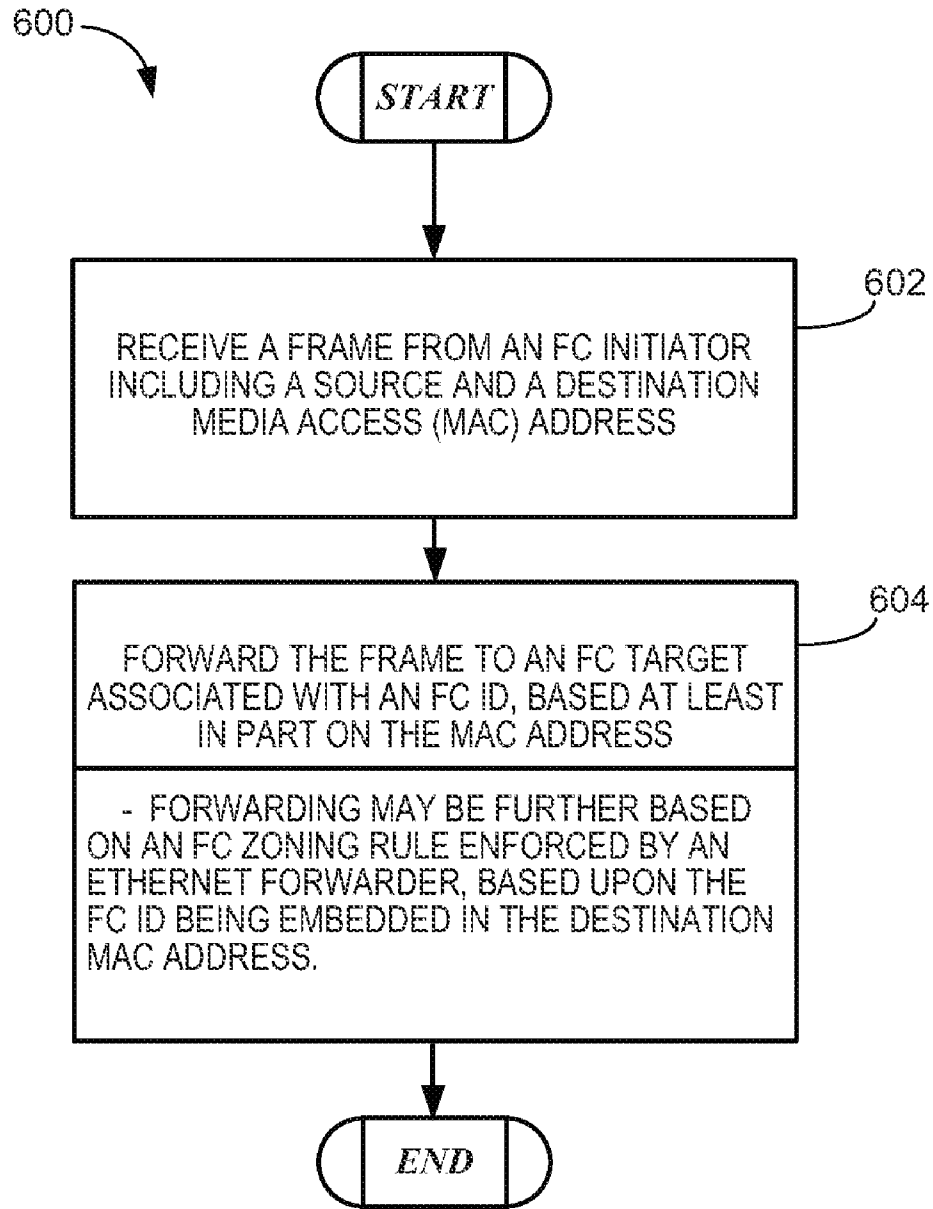 600
START
602
RECEIVE A FRAME FROM AN FC INITIATOR
INCLUDING A SOURCE AND A DESTINATION
MEDIA ACCESS (MAC) ADDRESS
604
FORWARD THE FRAME TO AN FC TARGET
ASSOCIATED WITH AN FC ID, BASED AT LEAST
IN PART ON THE MAC ADDRESS
- FORWARDING MAY BE FURTHER BASED
ON AN FC ZONING RULE ENFORCED BY AN
ETHERNET FORWARDER, BASED UPON THE
FC ID BEING EMBEDDED IN THE DESTINATION
MAC ADDRESS.
END